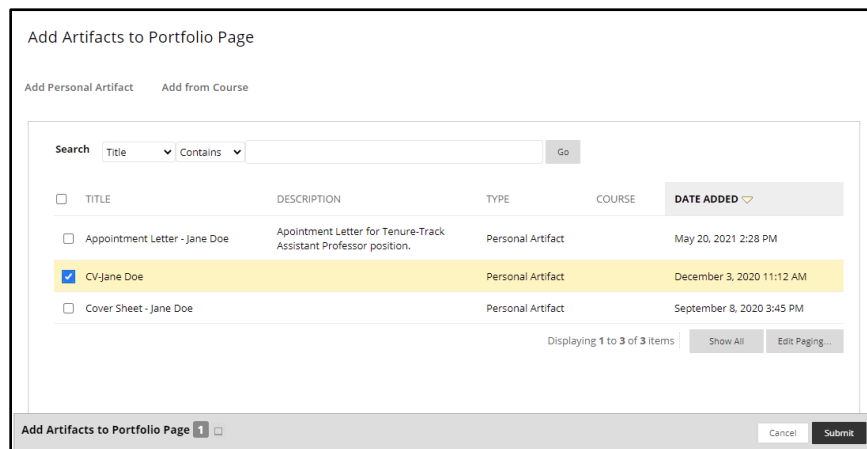 Add Artifacts to Portfolio Page
Add Personal Artifact Add from Course
Search Title Contains Go
TITLE DESCRIPTION TYPE COURSE DATE ADDED
Appointment Letter - Jane Doe Apointment Letter for Tenure-Track Assistant Professor position. Personal Artifact May 20, 2021 2:28 PM
CV-Jane Doe Personal Artifact December 3, 2020 11:12 AM
Cover Sheet - Jane Doe Personal Artifact September 8, 2020 3:45 PM
Displaying 1 to 3 of 3 items Show All Edit Paging...
Add Artifacts to Portfolio Page 1 Cancel Submit